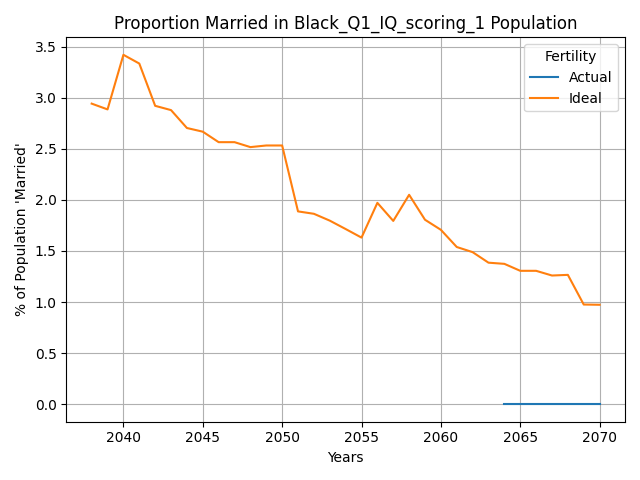 Proportion Married in Black_Q1_IQ_scoring_1 Population
% of Population 'Married'
3.5
3.0
2.5
2.0
1.5
1.0
0.5
0.0
Fertility
Actual
Ideal
2040 2045 2050 2055 2060 2065 2070
Years